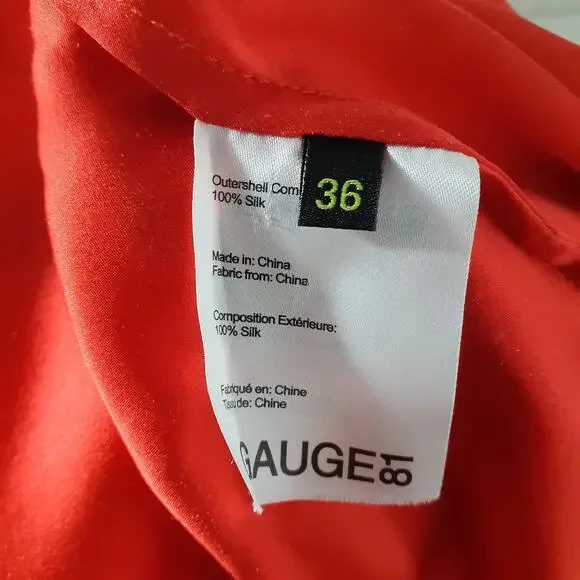 Outershell Com
36
100% Silk
Made in: China
Fabric from: China
Composition Extérieure:
100% Silk
Fabriqué en: Chine
Tissu de: Chine
GAUGE81